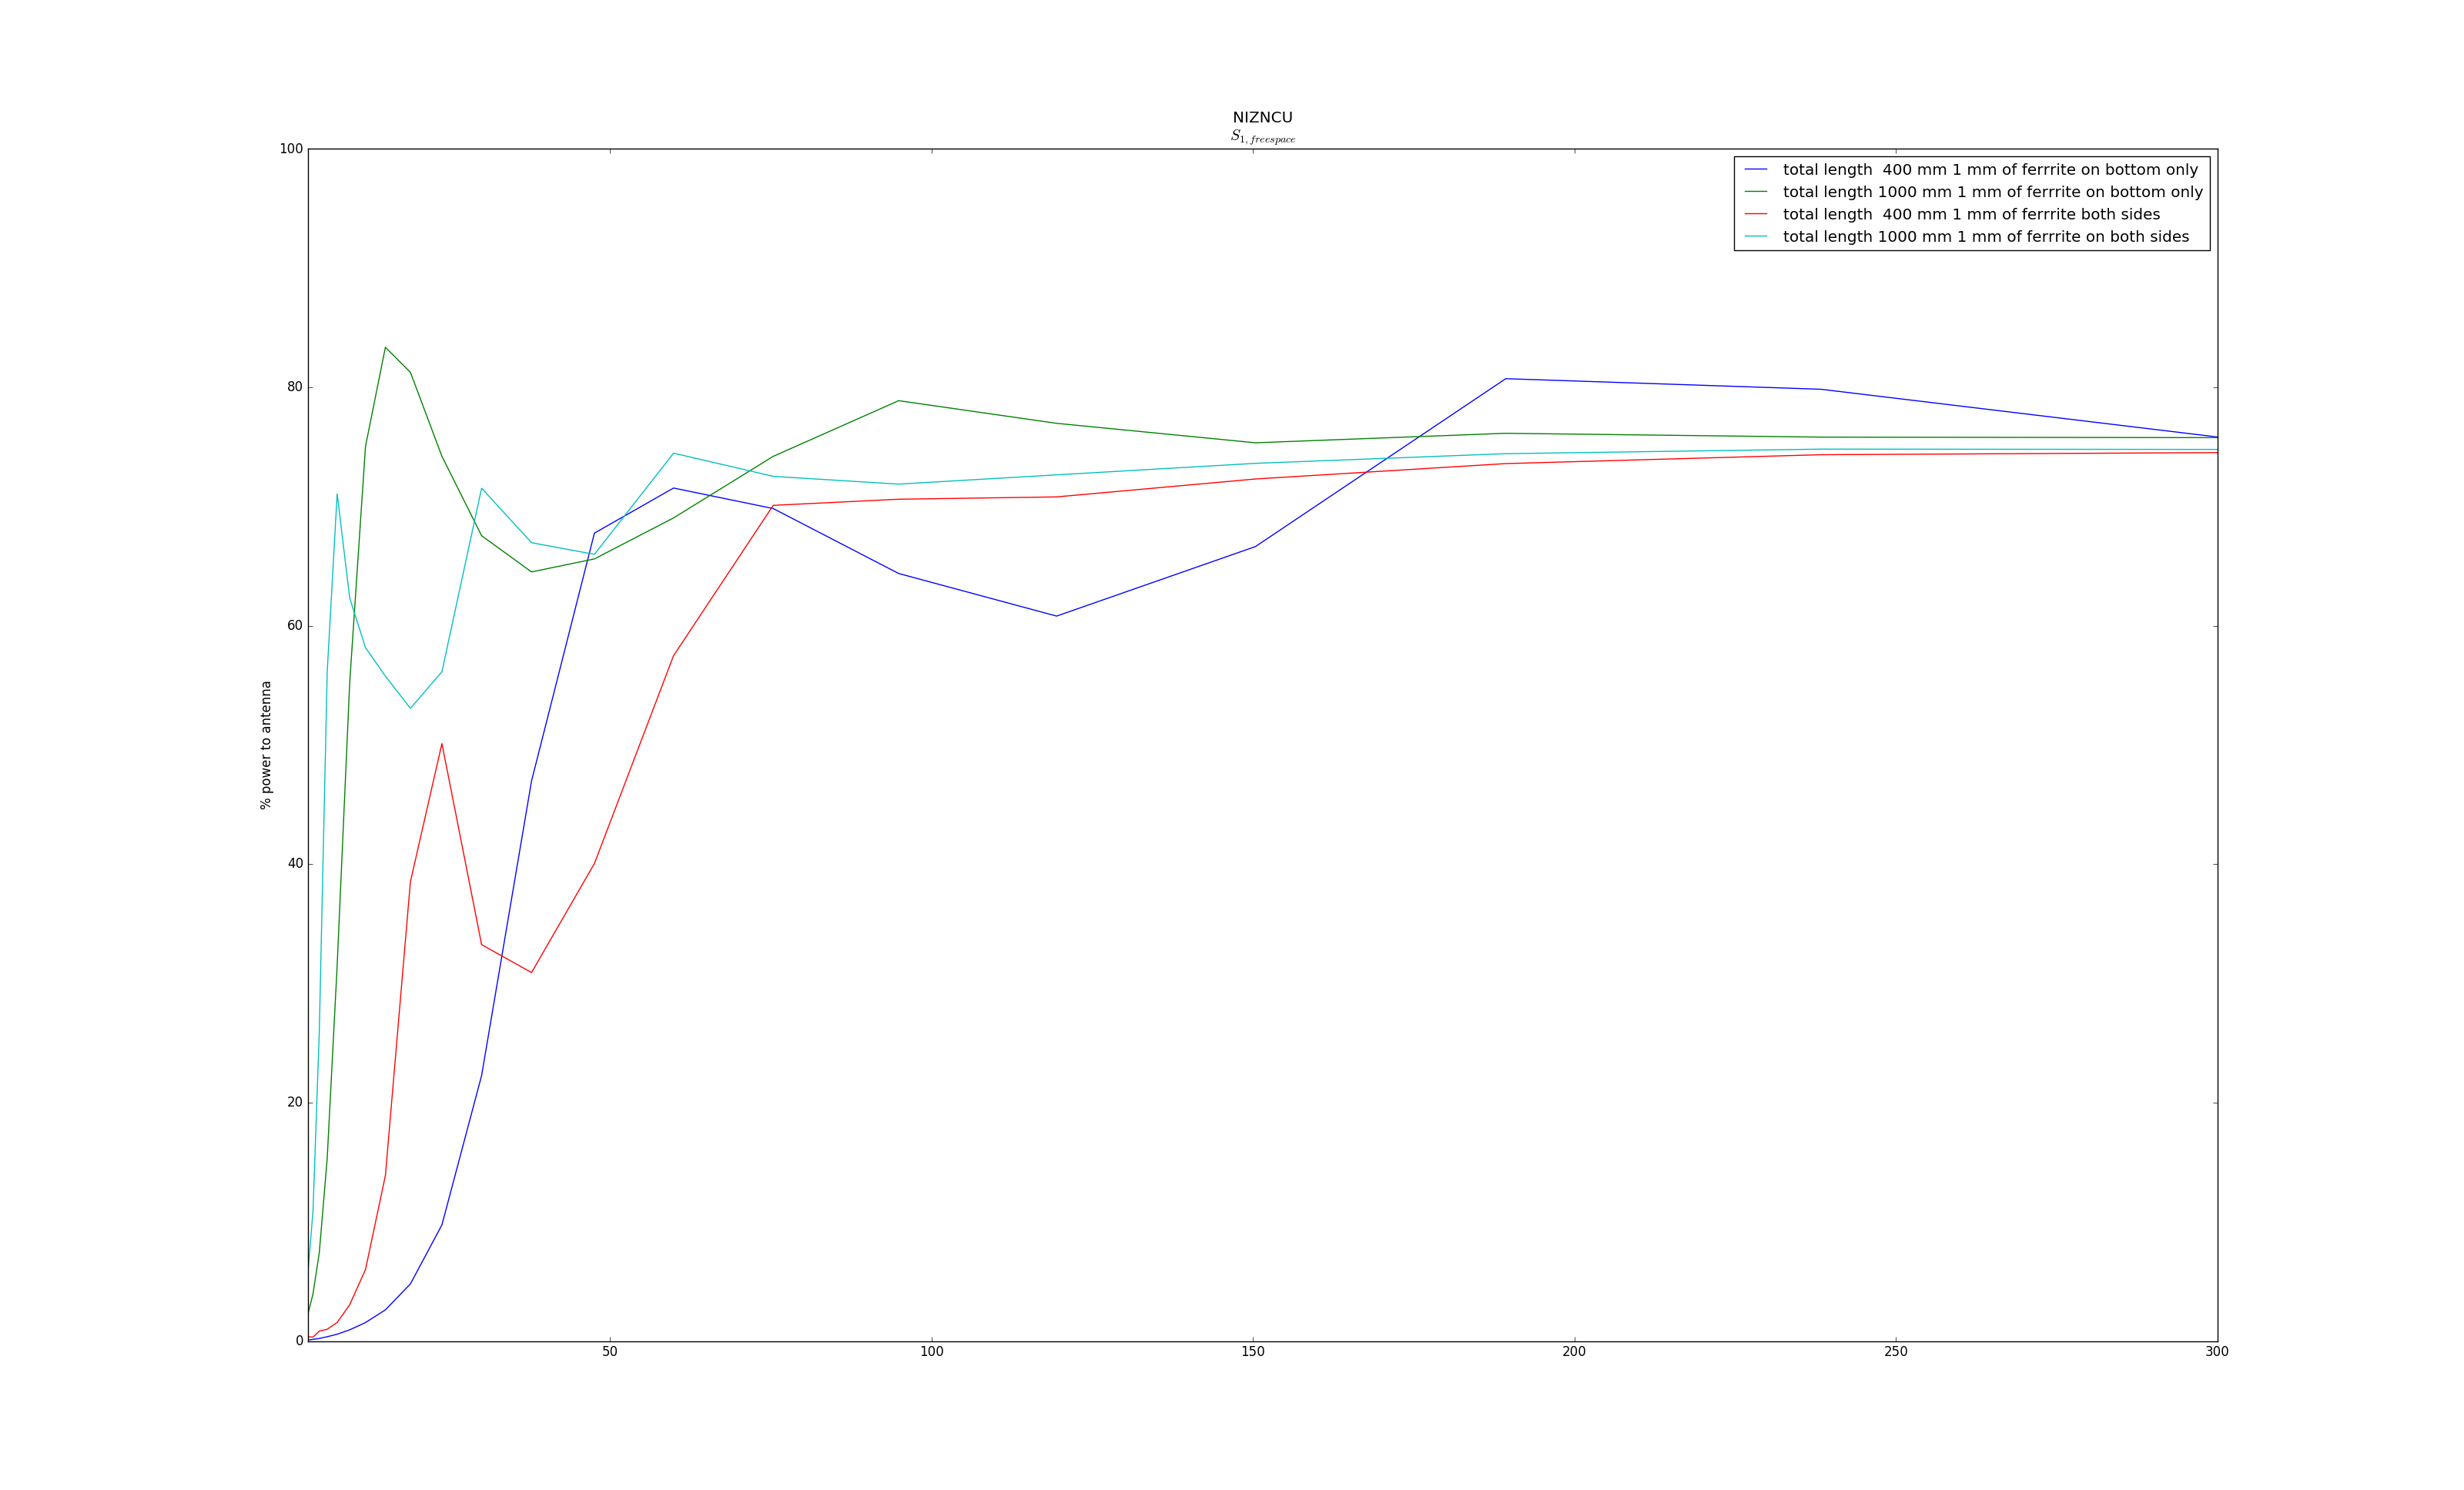 NIZNCU
S1,freespace
100
80
60
40
20
0
% power to antenna
total length 400 mm 1 mm of ferrrite on bottom only
total length 1000 mm 1 mm of ferrrite on bottom only
total length 400 mm 1 mm of ferrrite both sides
total length 1000 mm 1 mm of ferrrite on both sides
50 100 150 200 250 300